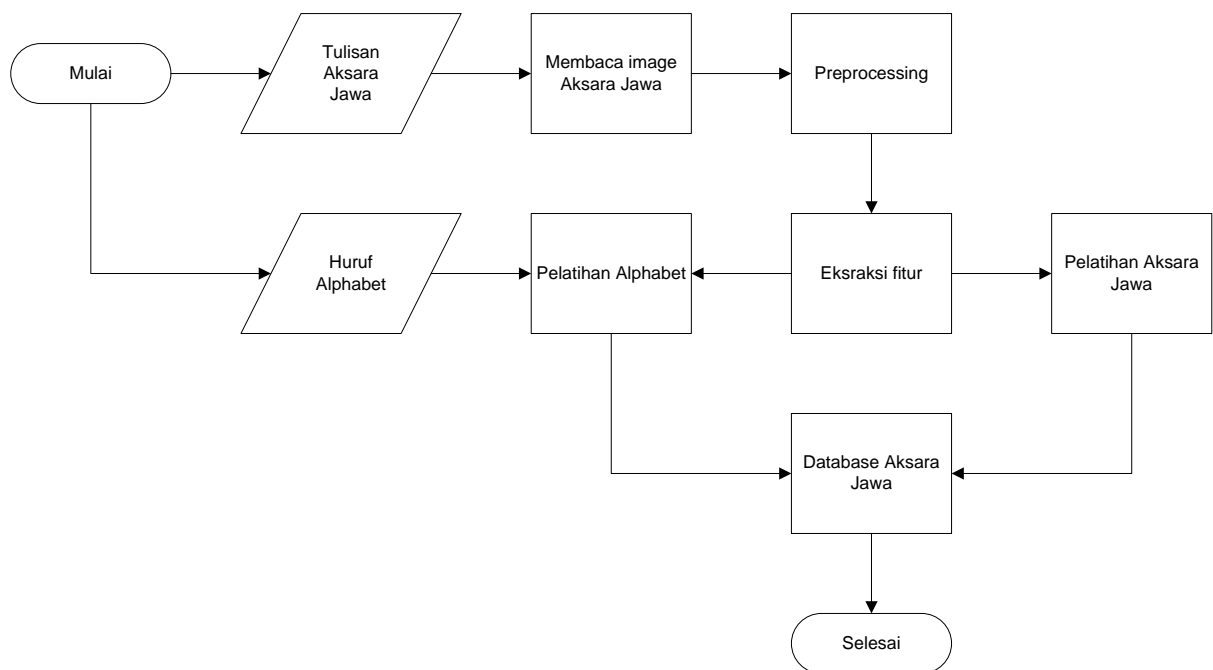 Mulai
Tulisan
Aksara
Jawa
Membaca image
Aksara Jawa
Preprocessing
Huruf
Alphabet
Pelatihan Alphabet
Eksraksi fitur
Pelatihan Aksara
Jawa
Database Aksara
Jawa
Selesai